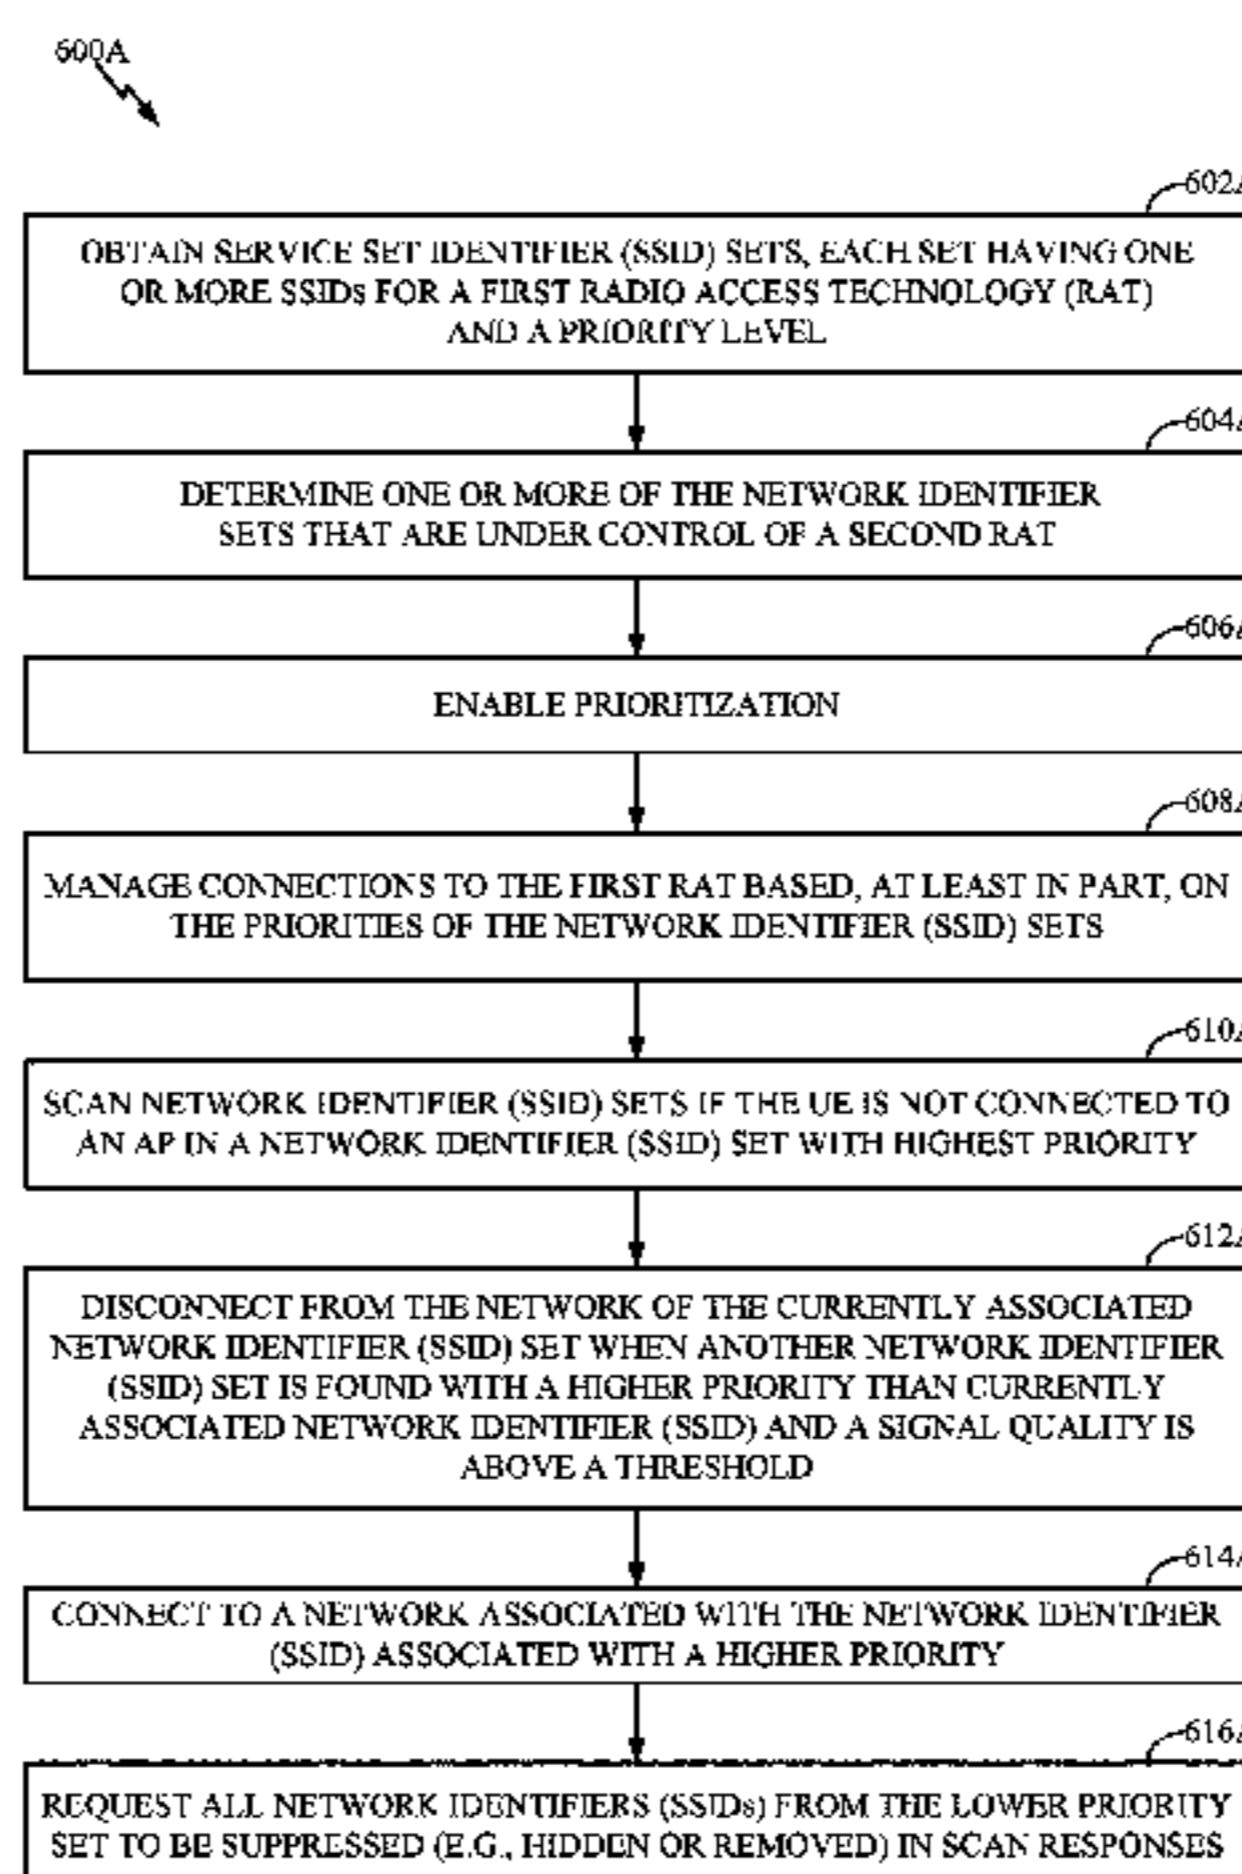 600A
602A
OBTAIN SERVICE SET IDENTIFIER (SSID) SETS, EACH SET HAVING ONE
OR MORE SSIDs FOR A FIRST RADIO ACCESS TECHNOLOGY (RAT)
AND A PRIORITY LEVEL
604A
DETERMINE ONE OR MORE OF THE NETWORK IDENTIFIER
SETS THAT ARE UNDER CONTROL OF A SECOND RAT
606A
ENABLE PRIORITIZATION
608A
MANAGE CONNECTIONS TO THE FIRST RAT BASED, AT LEAST IN PART, ON
THE PRIORITIES OF THE NETWORK IDENTIFIER (SSID) SETS
610A
SCAN NETWORK IDENTIFIER (SSID) SETS IF THE UE IS NOT CONNECTED TO
AN AP IN A NETWORK IDENTIFIER (SSID) SET WITH HIGHEST PRIORITY
612A
DISCONNECT FROM THE NETWORK OF THE CURRENTLY ASSOCIATED
NETWORK IDENTIFIER (SSID) SET WHEN ANOTHER NETWORK IDENTIFIER
(SSID) SET IS FOUND WITH A HIGHER PRIORITY THAN CURRENTLY
ASSOCIATED NETWORK IDENTIFIER (SSID) AND A SIGNAL QUALITY IS
ABOVE A THRESHOLD
614A
CONNECT TO A NETWORK ASSOCIATED WITH THE NETWORK IDENTIFIER
(SSID) ASSOCIATED WITH A HIGHER PRIORITY
616A
REQUEST ALL NETWORK IDENTIFIERS (SSIDs) FROM THE LOWER PRIORITY
SET TO BE SUPPRESSED (E.G., HIDDEN OR REMOVED) IN SCAN RESPONSES